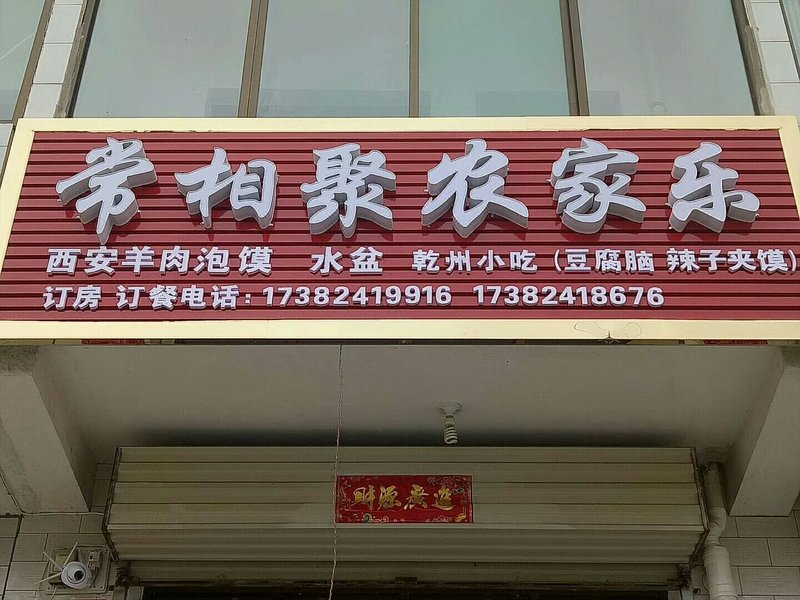 常相聚农家乐
西安羊肉泡馍 水盆 乾州小吃（豆腐脑 辣子夹馍）
订房 订餐电话：17382419916 17382418676
财源广进